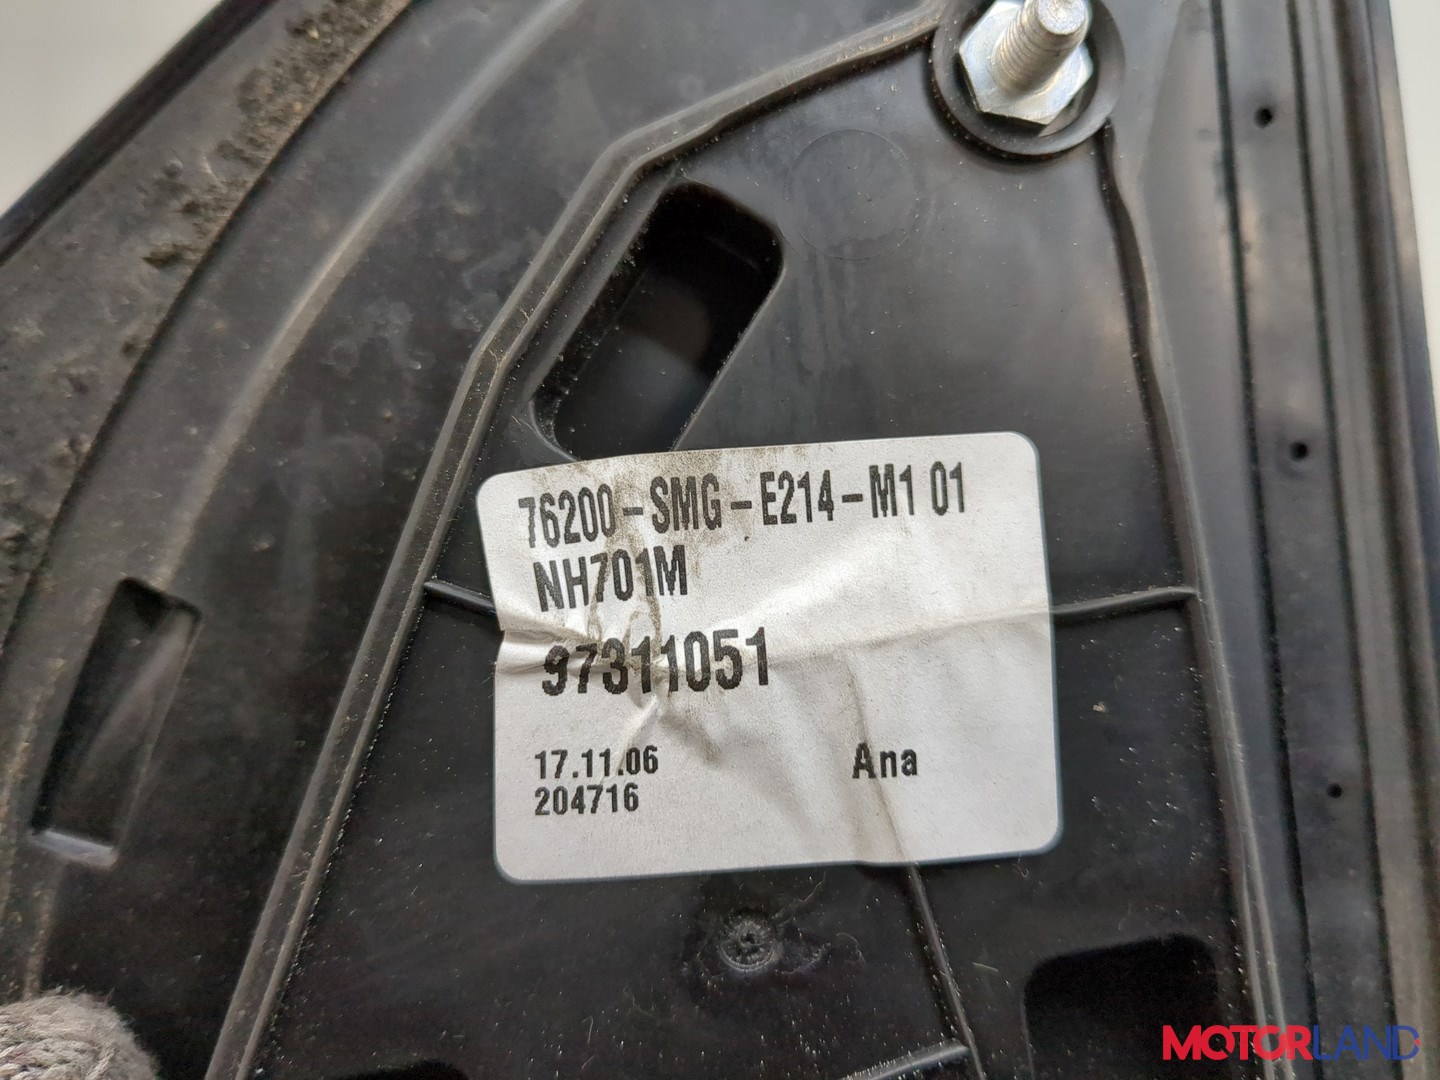 76200-SMG-E214-M1 01
NH701M
97311051
17.11.06
Ana
204716
MOTORLAND